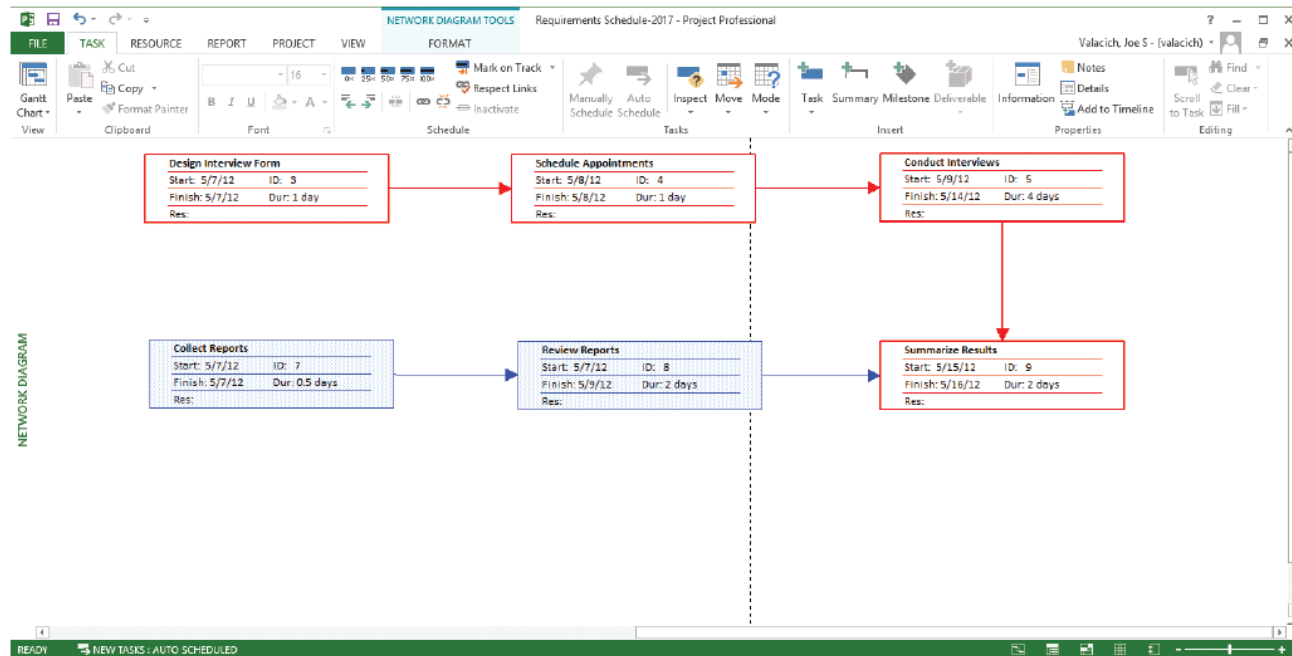 NETWORK DIAGRAM TOOLS Requirements Schedule-2017 - Project Professional ?
FILE TASK RESOURCE REPORT PROJECT VIEW FORMAT Valacich, Joe S - (valacich)
Gantt Chart Paste Cut Copy Format Painter
16
B I U A
0× 25× 50× 75× 100×
Mark on Track
Respect Links
Inactivate
Manually Schedule Auto Schedule Inspect Move Mode
Task Summary Milestone Deliverable
Information Notes
Details
Add to Timeline
Scroll to Task Find
Clear
Fill
View Clipboard Font Schedule Tasks Insert Properties Editing
NETWORK DIAGRAM
Design Interview Form
Start: 5/7/12 ID: 3
Finish: 5/7/12 Dur: 1 day
Res:
Schedule Appointments
Start: 5/8/12 ID: 4
Finish: 5/8/12 Dur: 1 day
Res:
Conduct Interviews
Start: 5/9/12 ID: 5
Finish: 5/14/12 Dur: 4 days
Res:
Collect Reports
Start: 5/7/12 ID: 7
Finish: 5/7/12 Dur: 0.5 days
Res:
Review Reports
Start: 5/7/12 ID: 8
Finish: 5/9/12 Dur: 2 days
Res:
Summarize Results
Start: 5/15/12 ID: 9
Finish: 5/16/12 Dur: 2 days
Res:
READY NEW TASKS : AUTO SCHEDULED